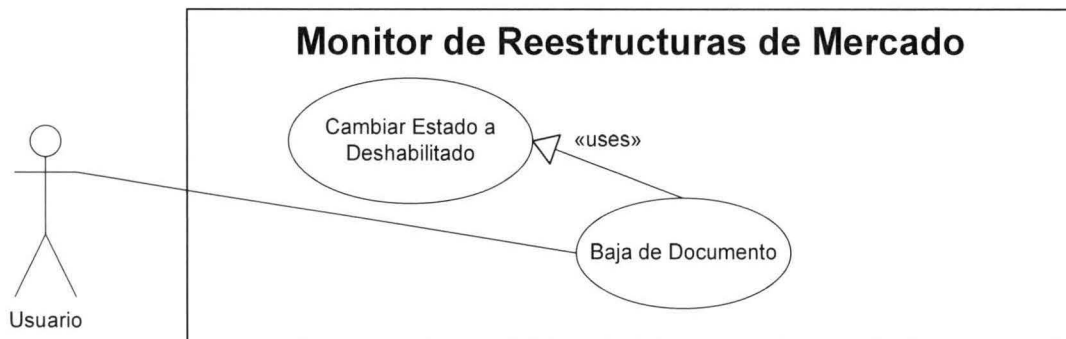 Monitor de Reestructuras de Mercado
Cambiar Estado a
Deshabilitado
«uses»
Baja de Documento
Usuario